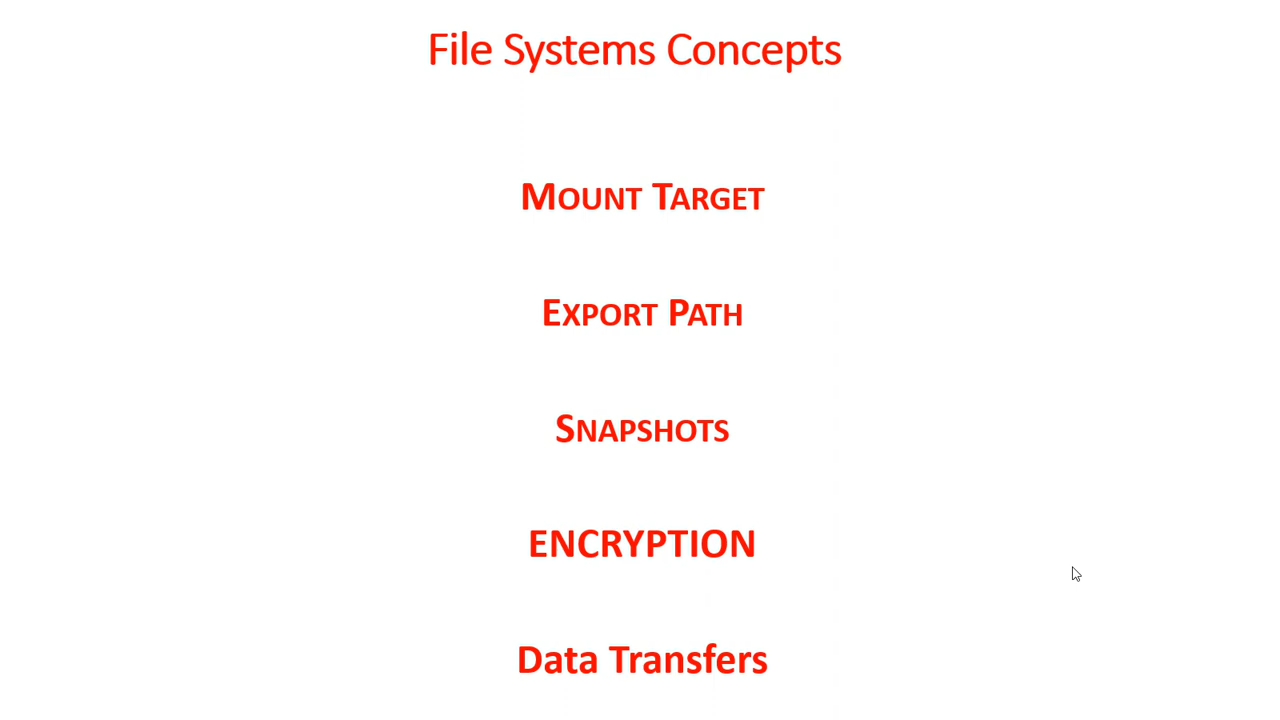 File Systems Concepts
Mount Target
Export Path
Snapshots
ENCRYPTION
Data Transfers